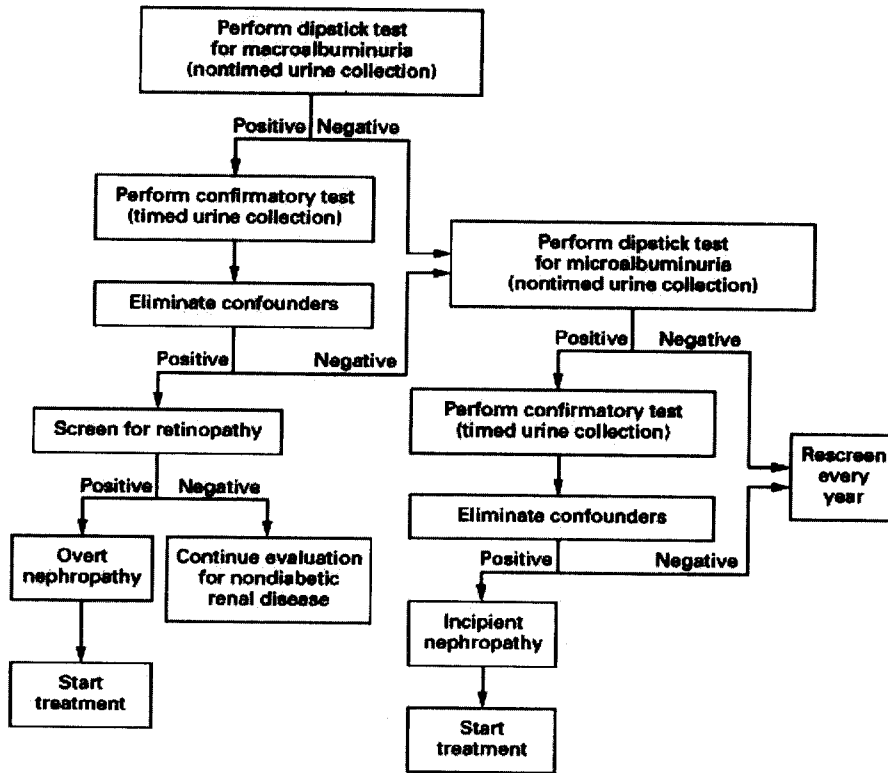 Perform dipstick test
for macroalbuminuria
(nontimed urine collection)
Positive Negative
Perform confirmatory test
(timed urine collection)
Eliminate confounders
Positive Negative
Screen for retinopathy
Positive Negative
Overt
nephropathy
Start
treatment
Continue evaluation
for nondiabetic
renal disease
Perform dipstick test
for microalbuminuria
(nontimed urine collection)
Positive Negative
Perform confirmatory test
(timed urine collection)
Eliminate confounders
Positive Negative
Incipient
nephropathy
Start
treatment
Rescreen
every
year